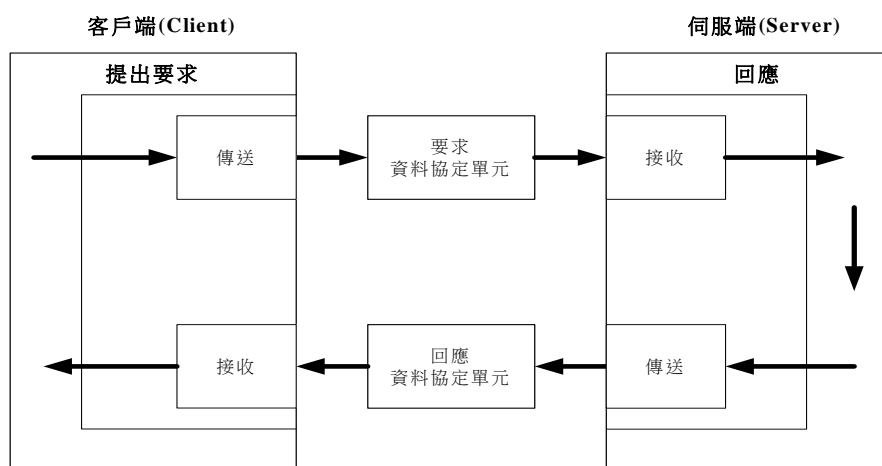 客戶端(Client)
伺服端(Server)
提出要求
回應
傳送
要求
資料協定單元
接收
接收
回應
資料協定單元
傳送